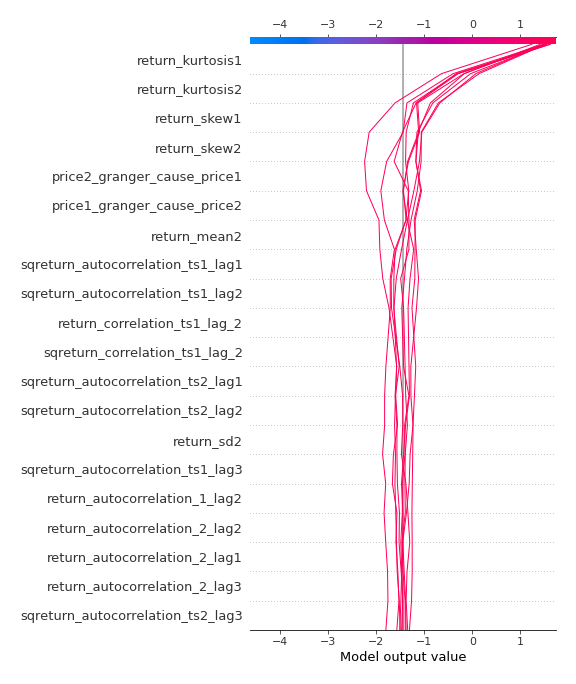 −4 −3 −2 −1 0 1
return_kurtosis1
return_kurtosis2
return_skew1
return_skew2
price2_granger_cause_price1
price1_granger_cause_price2
return_mean2
sqreturn_autocorrelation_ts1_lag1
sqreturn_autocorrelation_ts1_lag2
return_correlation_ts1_lag_2
sqreturn_correlation_ts1_lag_2
sqreturn_autocorrelation_ts2_lag1
sqreturn_autocorrelation_ts2_lag2
return_sd2
sqreturn_autocorrelation_ts1_lag3
return_autocorrelation_1_lag2
return_autocorrelation_2_lag2
return_autocorrelation_2_lag1
return_autocorrelation_2_lag3
sqreturn_autocorrelation_ts2_lag3
−4 −3 −2 −1 0 1
Model output value